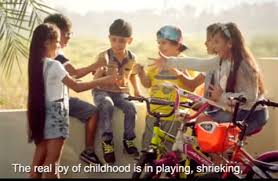 The real joy of childhood is in playing, shrieking,